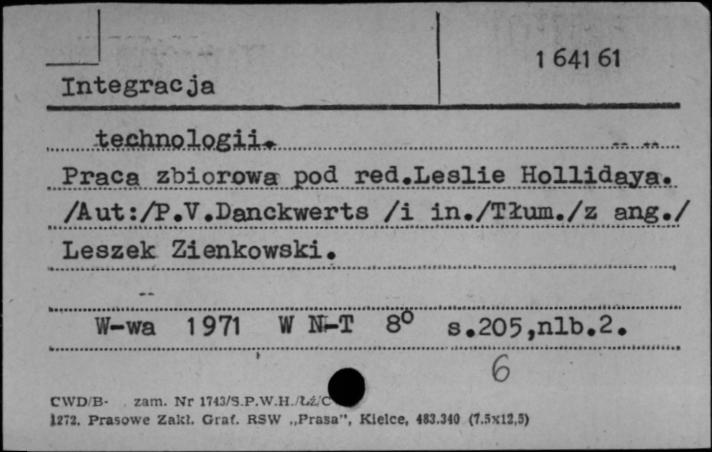 1 641 61
Integracja
technologii.
Praca zbiorowa pod red.Leslie Hollidaya.
/Aut:/P.V.Danckwerts /i in./Tłum./z ang./
Leszek Zienkowski.
W-wa 1971 W N-T 8° s.205,nlb.2.
6
CWD/B- zam. Nr 1743/S.P.W.H./Łź/C
1272. Prasowe Zakł. Graf. RSW „Prasa”, Kielce, 483.340 (7.5x12,5)